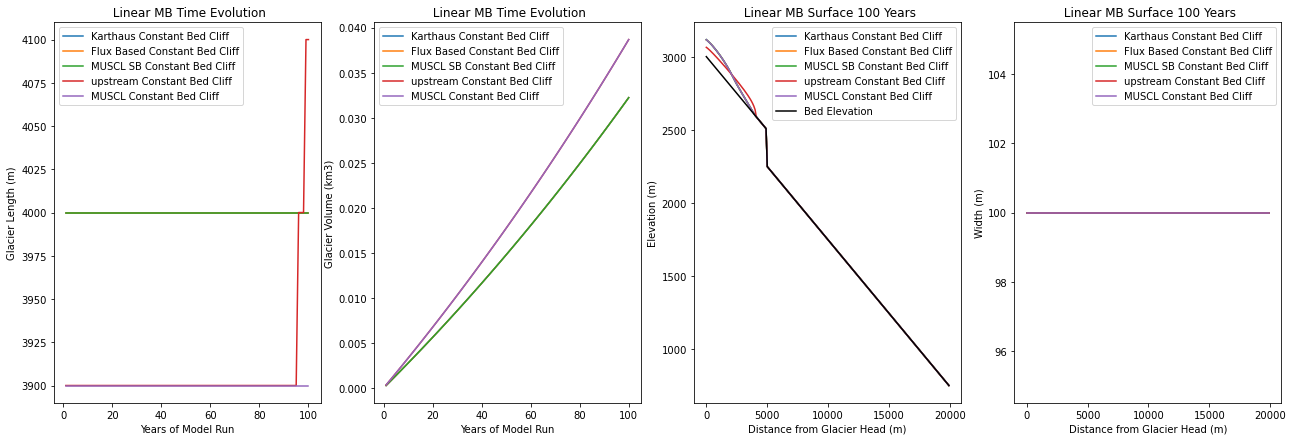 Linear MB Time Evolution
Glacier Length (m)
4100
4075
4050
4025
4000
3975
3950
3925
3900
Karthaus Constant Bed Cliff
Flux Based Constant Bed Cliff
MUSCL SB Constant Bed Cliff
upstream Constant Bed Cliff
MUSCL Constant Bed Cliff
0 20 40 60 80 100
Years of Model Run
Linear MB Time Evolution
Glacier Volume (km3)
0.040
0.035
0.030
0.025
0.020
0.015
0.010
0.005
0.000
Karthaus Constant Bed Cliff
Flux Based Constant Bed Cliff
MUSCL SB Constant Bed Cliff
upstream Constant Bed Cliff
MUSCL Constant Bed Cliff
0 20 40 60 80 100
Years of Model Run
Linear MB Surface 100 Years
Elevation (m)
3000
2500
2000
1500
1000
Karthaus Constant Bed Cliff
Flux Based Constant Bed Cliff
MUSCL SB Constant Bed Cliff
upstream Constant Bed Cliff
MUSCL Constant Bed Cliff
Bed Elevation
0 5000 10000 15000 20000
Distance from Glacier Head (m)
Linear MB Surface 100 Years
Width (m)
104
102
100
98
96
Karthaus Constant Bed Cliff
Flux Based Constant Bed Cliff
MUSCL SB Constant Bed Cliff
upstream Constant Bed Cliff
MUSCL Constant Bed Cliff
0 5000 10000 15000 20000
Distance from Glacier Head (m)